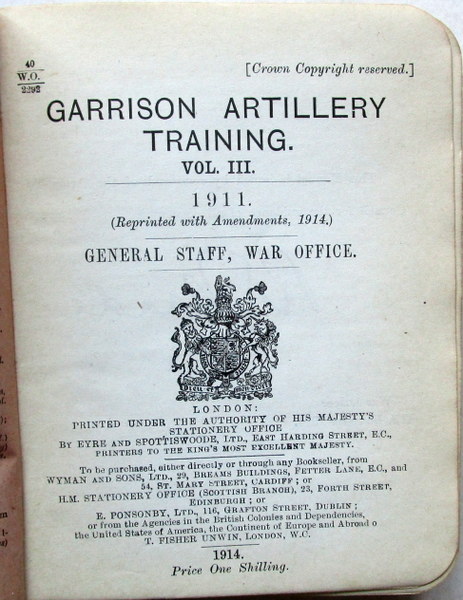 40
W.O.
2293
[Crown Copyright reserved.]
GARRISON ARTILLERY
TRAINING.
VOL. III.
1911.
(Reprinted with Amendments, 1914.)
GENERAL STAFF, WAR OFFICE.
DIEU ET MON DROIT
LONDON:
PRINTED UNDER THE AUTHORITY OF HIS MAJESTY'S
STATIONERY OFFICE
BY EYRE AND SPOTTISWOODE, LTD., EAST HARDING STREET, E.C.,
PRINTERS TO THE KING'S MOST EXCELLENT MAJESTY.
To be purchased, either directly or through any Bookseller, from
WYMAN AND SONS, LTD., 29, BREAMS BUILDINGS, FETTER LANE, E.C., and
54, ST. MARY STREET, CARDIFF; or
H.M. STATIONERY OFFICE (SCOTTISH BRANCH), 23, FORTH STREET,
EDINBURGH; or
E. PONSONBY, LTD., 116, GRAFTON STREET, DUBLIN;
or from the Agencies in the British Colonies and Dependencies,
the United States of America, the Continent of Europe and Abroad o
T. FISHER UNWIN, LONDON, W.C.
1914.
Price One Shilling.